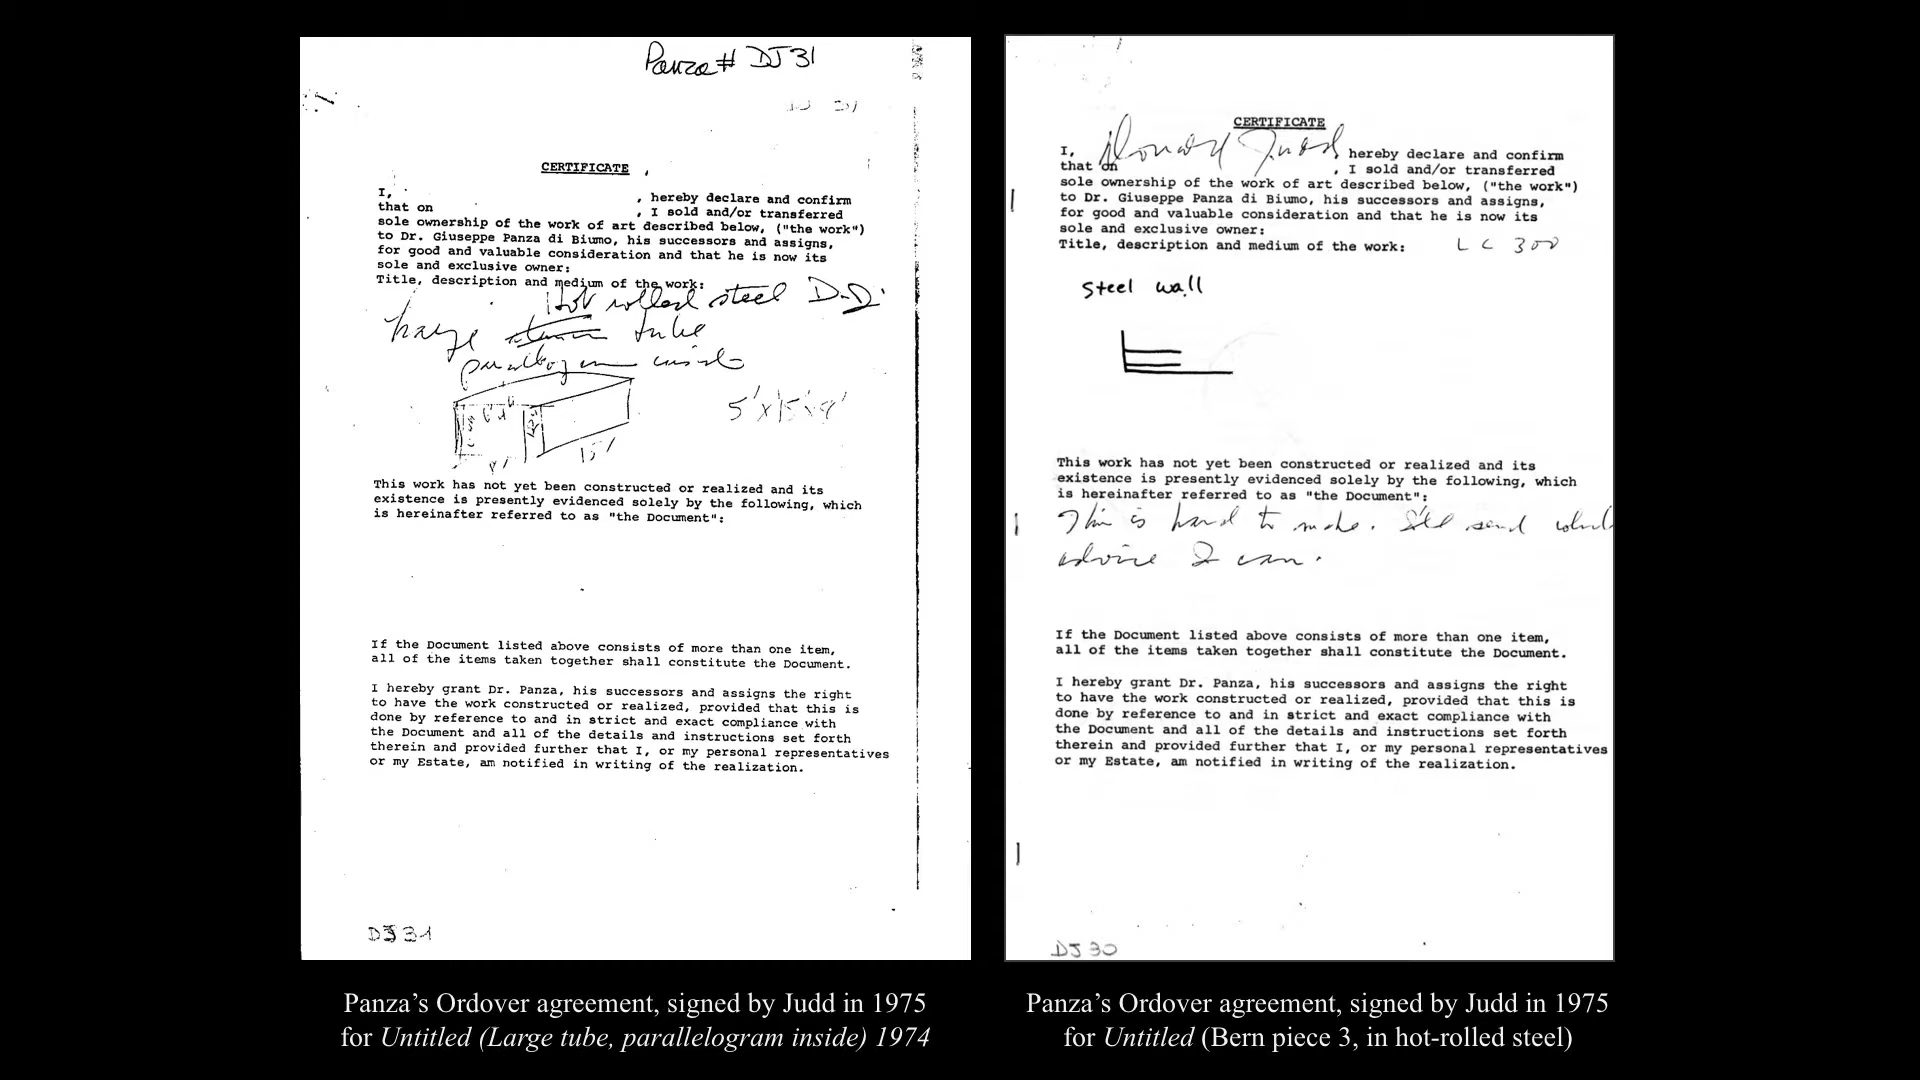 Panza # DJ 31
CERTIFICATE
I, , hereby declare and confirm
that on , I sold and/or transferred
sole ownership of the work of art described below, ("the work")
to Dr. Giuseppe Panza di Biumo, his successors and assigns,
for good and valuable consideration and that he is now its
sole and exclusive owner:
Title, description and medium of the work:
Hot rolled steel
large tube
inside
5' x 15' x 8'
15'
This work has not yet been constructed or realized and its
existence is presently evidenced solely by the following, which
is hereinafter referred to as "the Document":
If the Document listed above consists of more than one item,
all of the items taken together shall constitute the Document.
I hereby grant Dr. Panza, his successors and assigns the right
to have the work constructed or realized, provided that this is
done by reference to and in strict and exact compliance with
the Document and all of the details and instructions set forth
therein and provided further that I, or my personal representatives
or my Estate, am notified in writing of the realization.
DJ 31
Panza's Ordover agreement, signed by Judd in 1975
for Untitled (Large tube, parallelogram inside) 1974
CERTIFICATE
I, Donald Judd, hereby declare and confirm
that on , I sold and/or transferred
sole ownership of the work of art described below, ("the work")
to Dr. Giuseppe Panza di Biumo, his successors and assigns,
for good and valuable consideration and that he is now its
sole and exclusive owner:
Title, description and medium of the work: LC 300
steel wall
This work has not yet been constructed or realized and its
existence is presently evidenced solely by the following, which
is hereinafter referred to as "the Document":
This is hard to make. I'll send
advice I can.
If the Document listed above consists of more than one item,
all of the items taken together shall constitute the Document.
I hereby grant Dr. Panza, his successors and assigns the right
to have the work constructed or realized, provided that this is
done by reference to and in strict and exact compliance with
the Document and all of the details and instructions set forth
therein and provided further that I, or my personal representatives
or my Estate, am notified in writing of the realization.
DJ 30
Panza's Ordover agreement, signed by Judd in 1975
for Untitled (Bern piece 3, in hot-rolled steel)